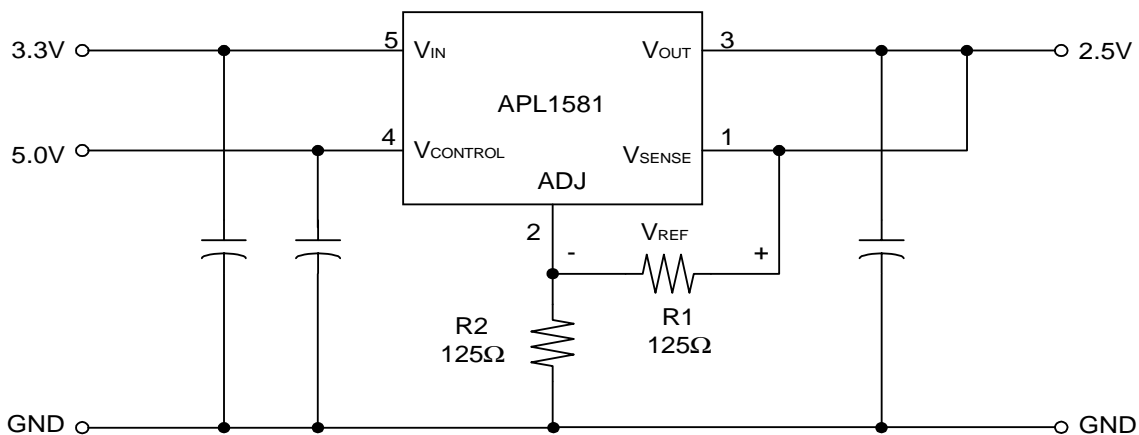 3.3V 5 VIN VOUT 3 2.5V
APL1581
5.0V 4 VCONTROL VSENSE 1
ADJ
2 - VREF +
R2 125Ω
R1 125Ω
GND GND